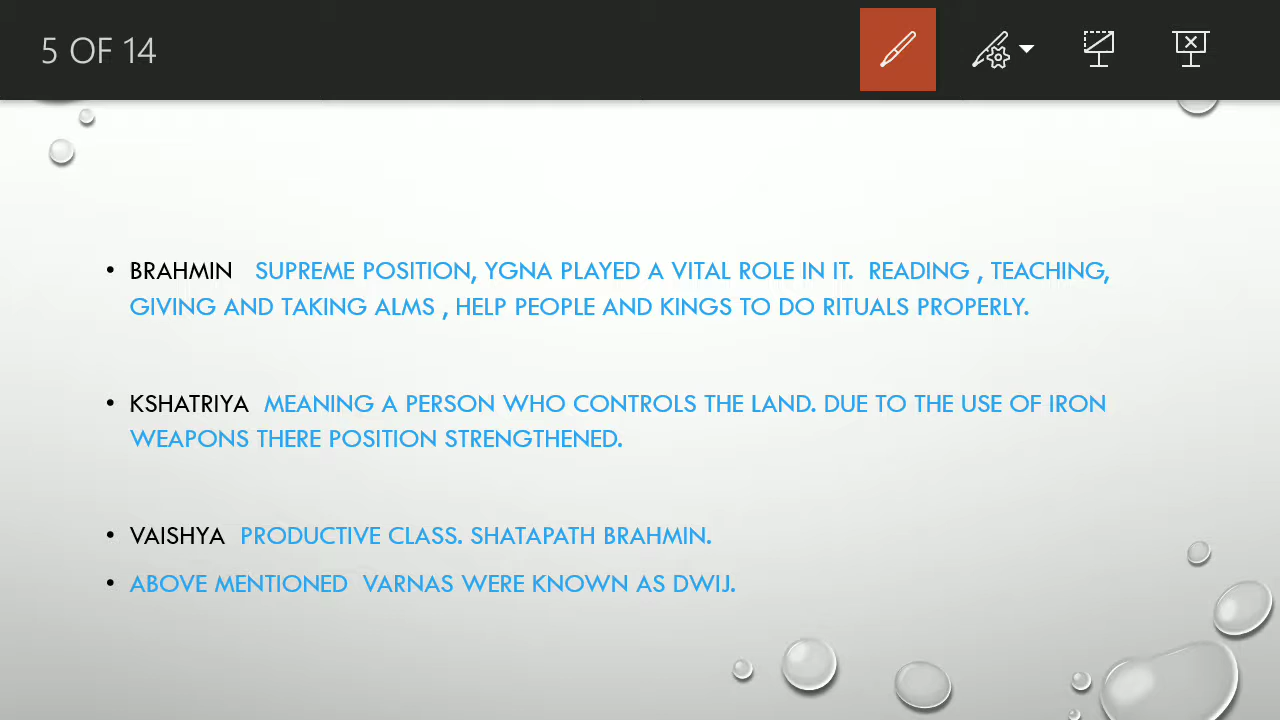 5 OF 14
• BRAHMIN SUPREME POSITION, YGNA PLAYED A VITAL ROLE IN IT. READING , TEACHING,
GIVING AND TAKING ALMS , HELP PEOPLE AND KINGS TO DO RITUALS PROPERLY.
• KSHATRIYA MEANING A PERSON WHO CONTROLS THE LAND. DUE TO THE USE OF IRON
WEAPONS THERE POSITION STRENGTHENED.
• VAISHYA PRODUCTIVE CLASS. SHATAPATH BRAHMIN.
• ABOVE MENTIONED VARNAS WERE KNOWN AS DWIJ.